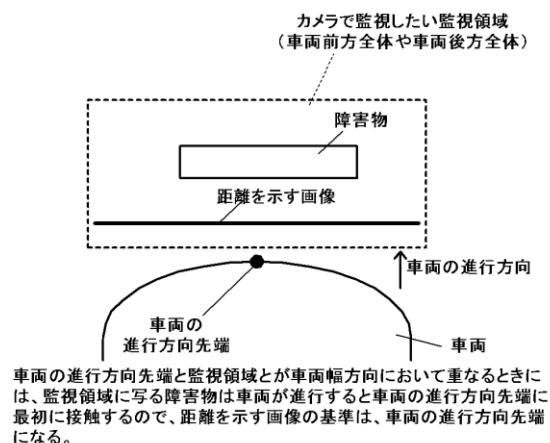 カメラで監視したい監視領域
(車両前方全体や車両後方全体)
障害物
距離を示す画像
車両の進行方向
車両の
進行方向先端
車両
車両の進行方向先端と監視領域とが車両幅方向において重なるときに
は、監視領域に写る障害物は車両が進行すると車両の進行方向先端に
最初に接触するので、距離を示す画像の基準は、車両の進行方向先端
になる。